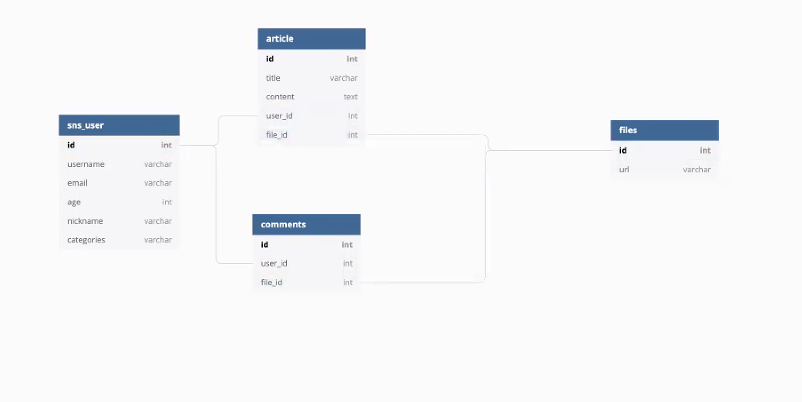 article
id int
title varchar
content text
user_id int
file_id int
sns_user
id int
username varchar
email varchar
age int
nickname varchar
categories varchar
files
id int
url varchar
comments
id int
user_id int
file_id int